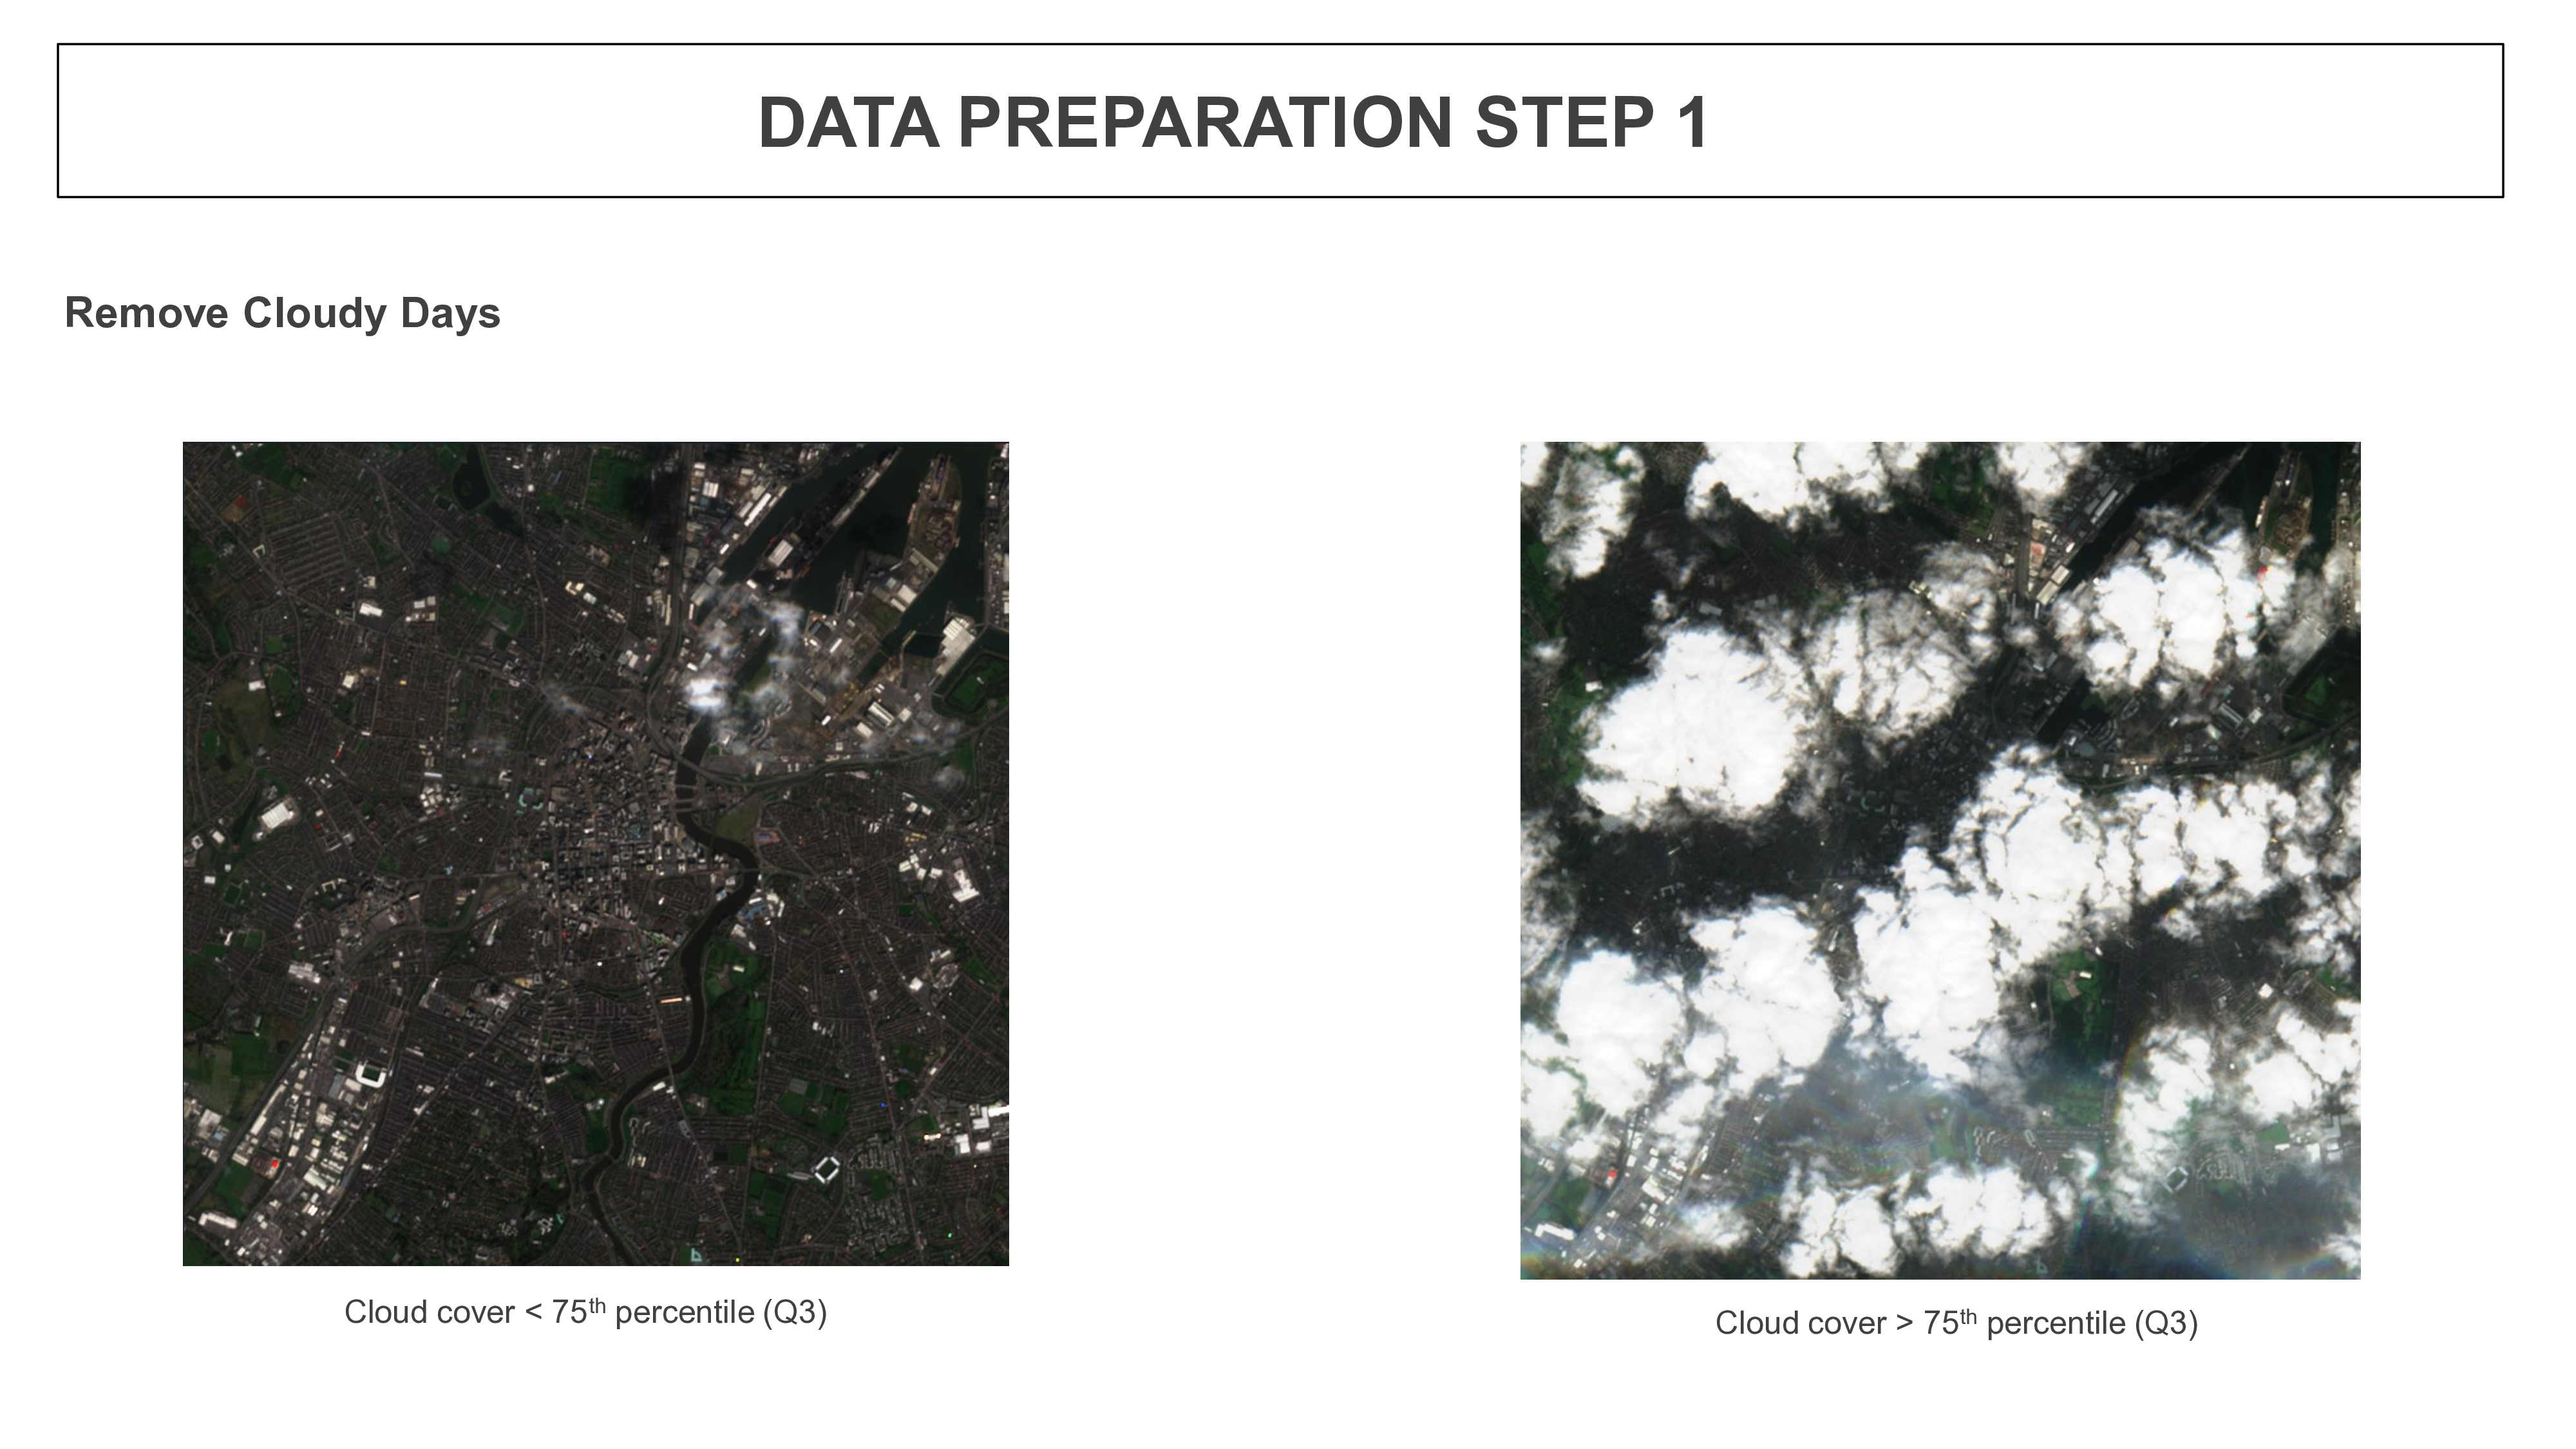 DATA PREPARATION STEP 1
Remove Cloudy Days
Cloud cover < 75th percentile (Q3)
Cloud cover > 75th percentile (Q3)